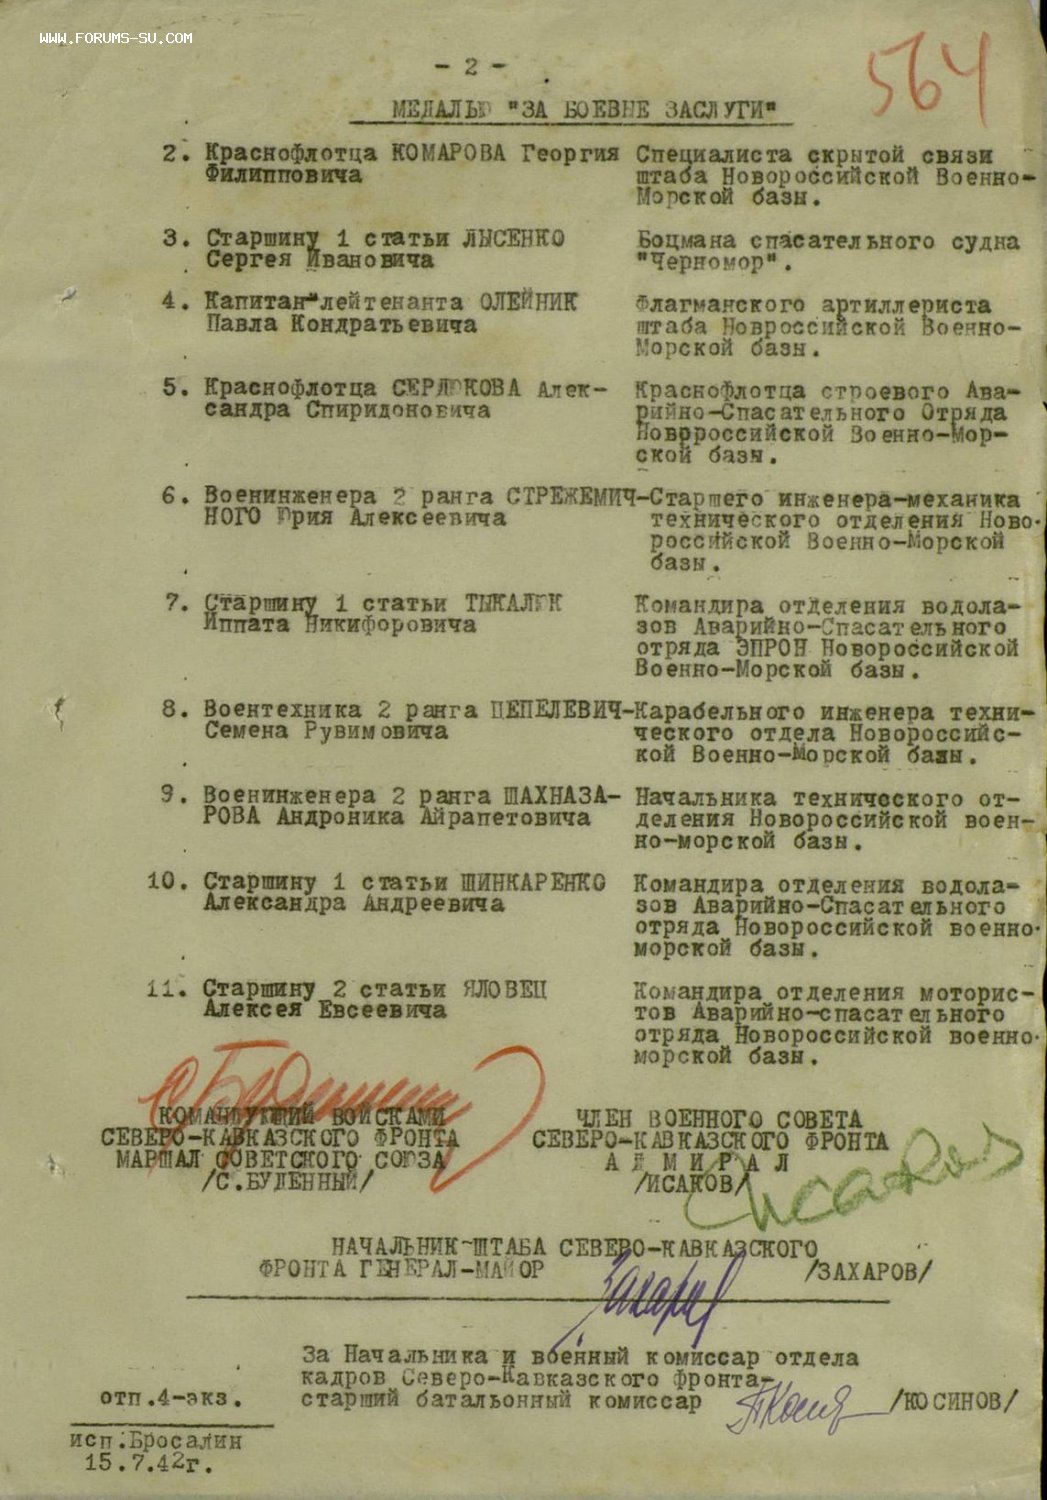 WWW.FORUMS-SU.COM
- 2 -
564
МЕДАЛЬЮ "ЗА БОЕВЫЕ ЗАСЛУГИ"
2. Краснофлотца КОМАРОВА Георгия Филипповича
Специалиста скрытой связи
штаба Новороссийской Военно-
Морской базы.
3. Старшину 1 статьи ЛЫСЕНКО
Сергея Ивановича
Боцмана спасательного судна
"Черномор".
4. Капитан-лейтенанта ОЛЕЙНИК
Павла Кондратьевича
Флагманского артиллериста
штаба Новроссийской Военно-
Морской базы.
5. Краснофлотца СЕРДЮКОВА Алек-
сандра Спиридоновича
Краснофлотца строевого Ава-
рийно-Спасательного Отряда
Новороссийской Военно-Мор-
ской базы.
6. Военинженера 2 ранга СТРЕЖЕМИЧ-
НОГО Юрия Алексеевича
Старшего инженера-механика
технического отделения Ново-
российской Военно-Морской
базы.
7. Старшину 1 статьи ТЫКАЛЮК
Иппата Никифоровича
Командира отделения водола-
зов Аварийно-Спасательного
отряда ЭПРОН Новороссийской
Военно-Морской базы.
8. Воентехника 2 ранга ЦЕПЕЛЕВИЧ-
Семена Рувимовича
Карабельного инженера техни-
ческого отдела Новороссийс-
кой Военно-Морской базы.
9. Военинженера 2 ранга ШАХНАЗА-
РОВА Андроника Айрапетовича
Начальника технического от-
деления Новороссийской воен-
но-морской базы.
10. Старшину 1 статьи ШИНКАРЕНКО
Александра Андреевича
Командира отделения водола-
зов Аварийно-Спасательного
отряда Новороссийской военно-
морской базы.
11. Старшину 2 статьи ЯЛОВЕЦ
Алексея Евсеевича
Командира отделения моторис-
тов Аварийно-спасательного
отряда Новороссийской военно-
морской базы.
КОМАНДУЮЩИЙ ВОЙСКАМИ
СЕВЕРО-КАВКАЗСКОГО ФРОНТА
МАРШАЛ СОВЕТСКОГО СОЮЗА
/С.БУДЕННЫЙ/
ЧЛЕН ВОЕННОГО СОВЕТА
СЕВЕРО-КАВКАЗСКОГО ФРОНТА
АДМИРАЛ
/ИСАКОВ/
Исаков
НАЧАЛЬНИК ШТАБА СЕВЕРО-КАВКАЗСКОГО
ФРОНТА ГЕНЕРАЛ-МАЙОР /ЗАХАРОВ/
Захаров
За Начальника и военный комиссар отдела
кадров Северо-Кавказского фронта-
старший батальонный комиссар /КОСИНОВ/
отп.4-экз.
исп.Бросалин
15.7.42г.